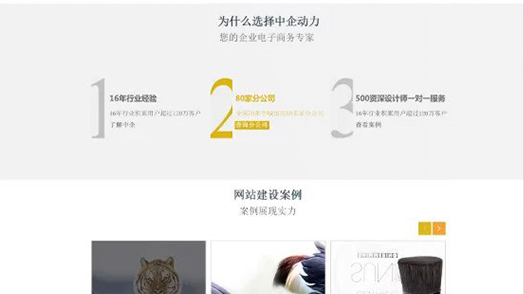 为什么选择中企动力
您的企业电子商务专家
1
16年行业经验
16年行业积累用户超过120万客户
了解中企
2
80家分公司
查询分公司
3
500资深设计师一对一服务
16年行业积累用户超过120万客户
查看案例
网站建设案例
案例展现实力